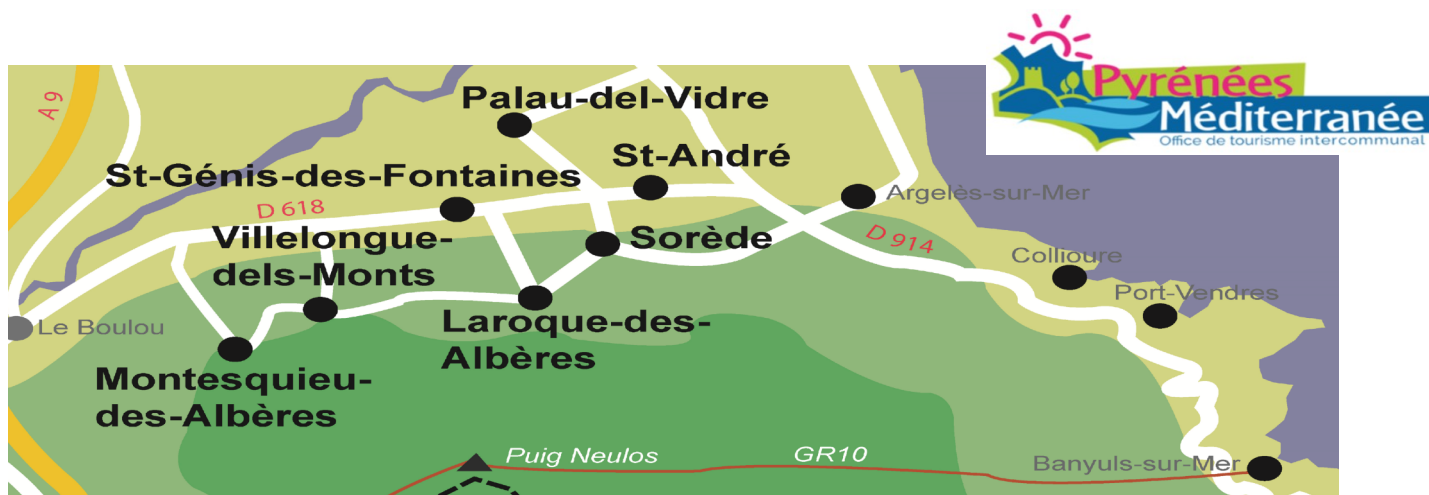 Pyrénées
Méditerranée
Office de tourisme intercommunal
A 9
Palau-del-Vidre
St-André
St-Génis-des-Fontaines
Argelès-sur-Mer
D 618
Villelongue-
dels-Monts
Sorède
D 914
Collioure
Port-Vendres
Le Boulou
Laroque-des-
Albères
Montesquieu-
des-Albères
Puig Neulos
GR10
Banyuls-sur-Mer